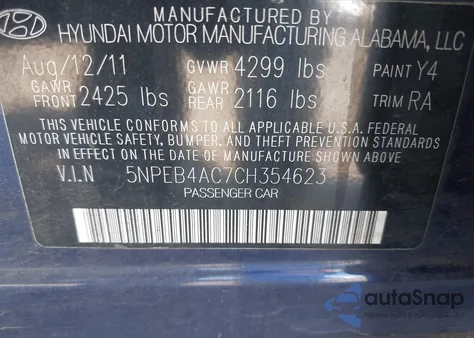 MANUFACTURED BY
HYUNDAI MOTOR MANUFACTURING ALABAMA, LLC
Aug/12/11 GVWR 4299 lbs PAINT Y4
GAWR FRONT 2425 lbs GAWR REAR 2116 lbs TRIM RA
THIS VEHICLE CONFORMS TO ALL APPLICABLE U.S.A. FEDERAL
MOTOR VEHICLE SAFETY, BUMPER, AND THEFT PREVENTION STANDARDS
IN EFFECT ON THE DATE OF MANUFACTURE SHOWN ABOVE.
V.I.N 5NPEB4AC7CH354623
PASSENGER CAR
autoSnap